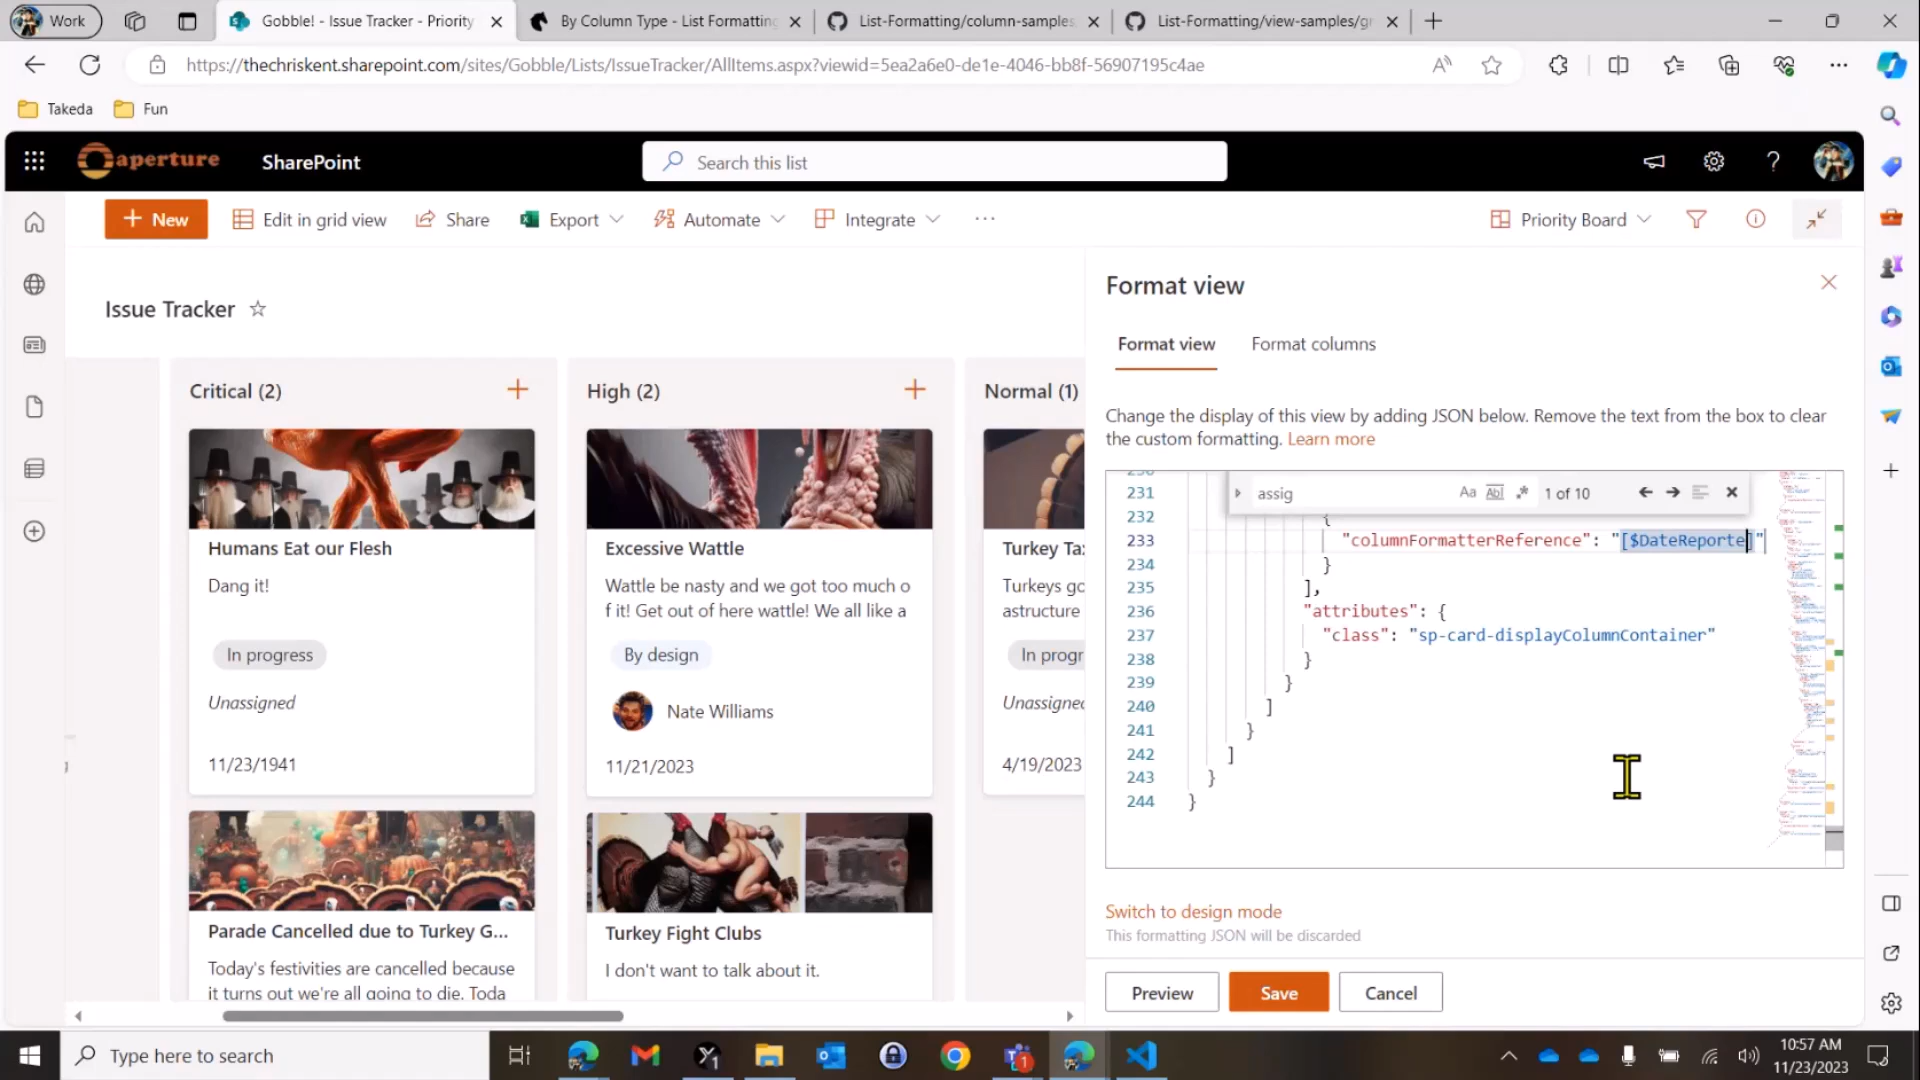 Work
Gobble! - Issue Tracker - Priority
By Column Type - List Formatting
List-Formatting/column-samples
List-Formatting/view-samples/gr
https://thechriskent.sharepoint.com/sites/Gobble/Lists/IssueTracker/AllItems.aspx?viewid=5ea2a6e0-de1e-4046-bb8f-56907195c4ae
Takeda
Fun
aperture
SharePoint
Search this list
New
Edit in grid view
Share
Export
Automate
Integrate
Priority Board
Issue Tracker
Critical (2)
High (2)
Normal (1)
Humans Eat our Flesh
Dang it!
In progress
Unassigned
11/23/1941
Parade Cancelled due to Turkey G...
Today's festivities are cancelled because
it turns out we're all going to die. Toda
Excessive Wattle
Wattle be nasty and we got too much o
f it! Get out of here wattle! We all like a
By design
Nate Williams
11/21/2023
Turkey Fight Clubs
I don't want to talk about it.
Turkey Tax
Turkeys go
astructure
In progr
Unassigned
4/19/2023
Format view
Format view
Format columns
Change the display of this view by adding JSON below. Remove the text from the box to clear
the custom formatting. Learn more
assig
Aa
Abl
1 of 10
230
231
232 {
233 "columnFormatterReference": "[$DateReporte]"
234 }
235 ],
236 "attributes": {
237 "class": "sp-card-displayColumnContainer"
238 }
239 }
240 ]
241 }
242 ]
243 }
244 }
Switch to design mode
This formatting JSON will be discarded
Preview
Save
Cancel
Type here to search
1
10:57 AM
11/23/2023